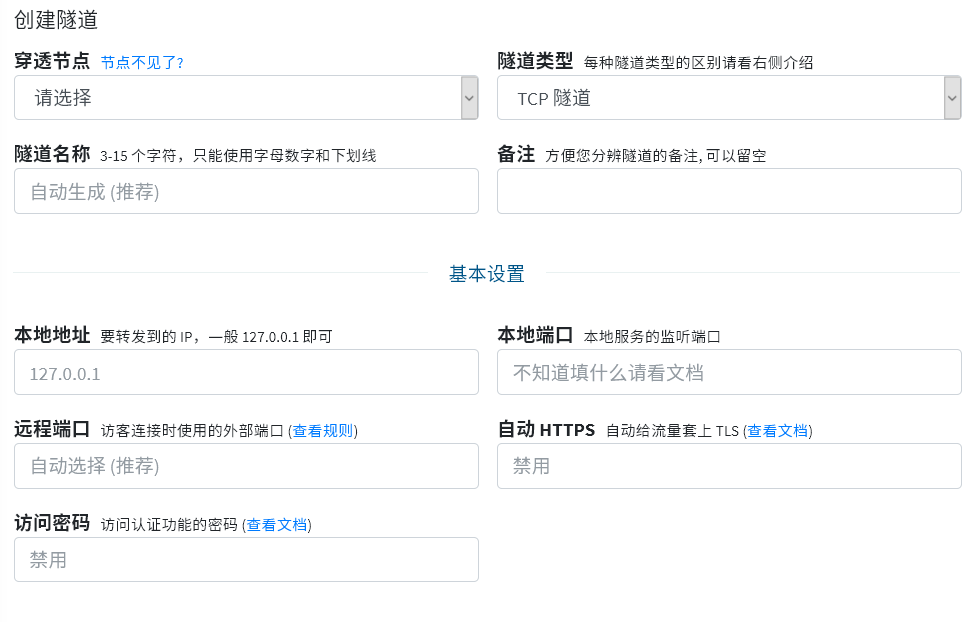 创建隧道
穿透节点 节点不见了?
请选择
隧道类型 每种隧道类型的区别请看右侧介绍
TCP 隧道
隧道名称 3-15 个字符，只能使用字母数字和下划线
自动生成 (推荐)
备注 方便您分辨隧道的备注, 可以留空
基本设置
本地地址 要转发到的 IP，一般 127.0.0.1 即可
127.0.0.1
本地端口 本地服务的监听端口
不知道填什么请看文档
远程端口 访客连接时使用的外部端口 (查看规则)
自动选择 (推荐)
自动 HTTPS 自动给流量套上 TLS (查看文档)
禁用
访问密码 访问认证功能的密码 (查看文档)
禁用